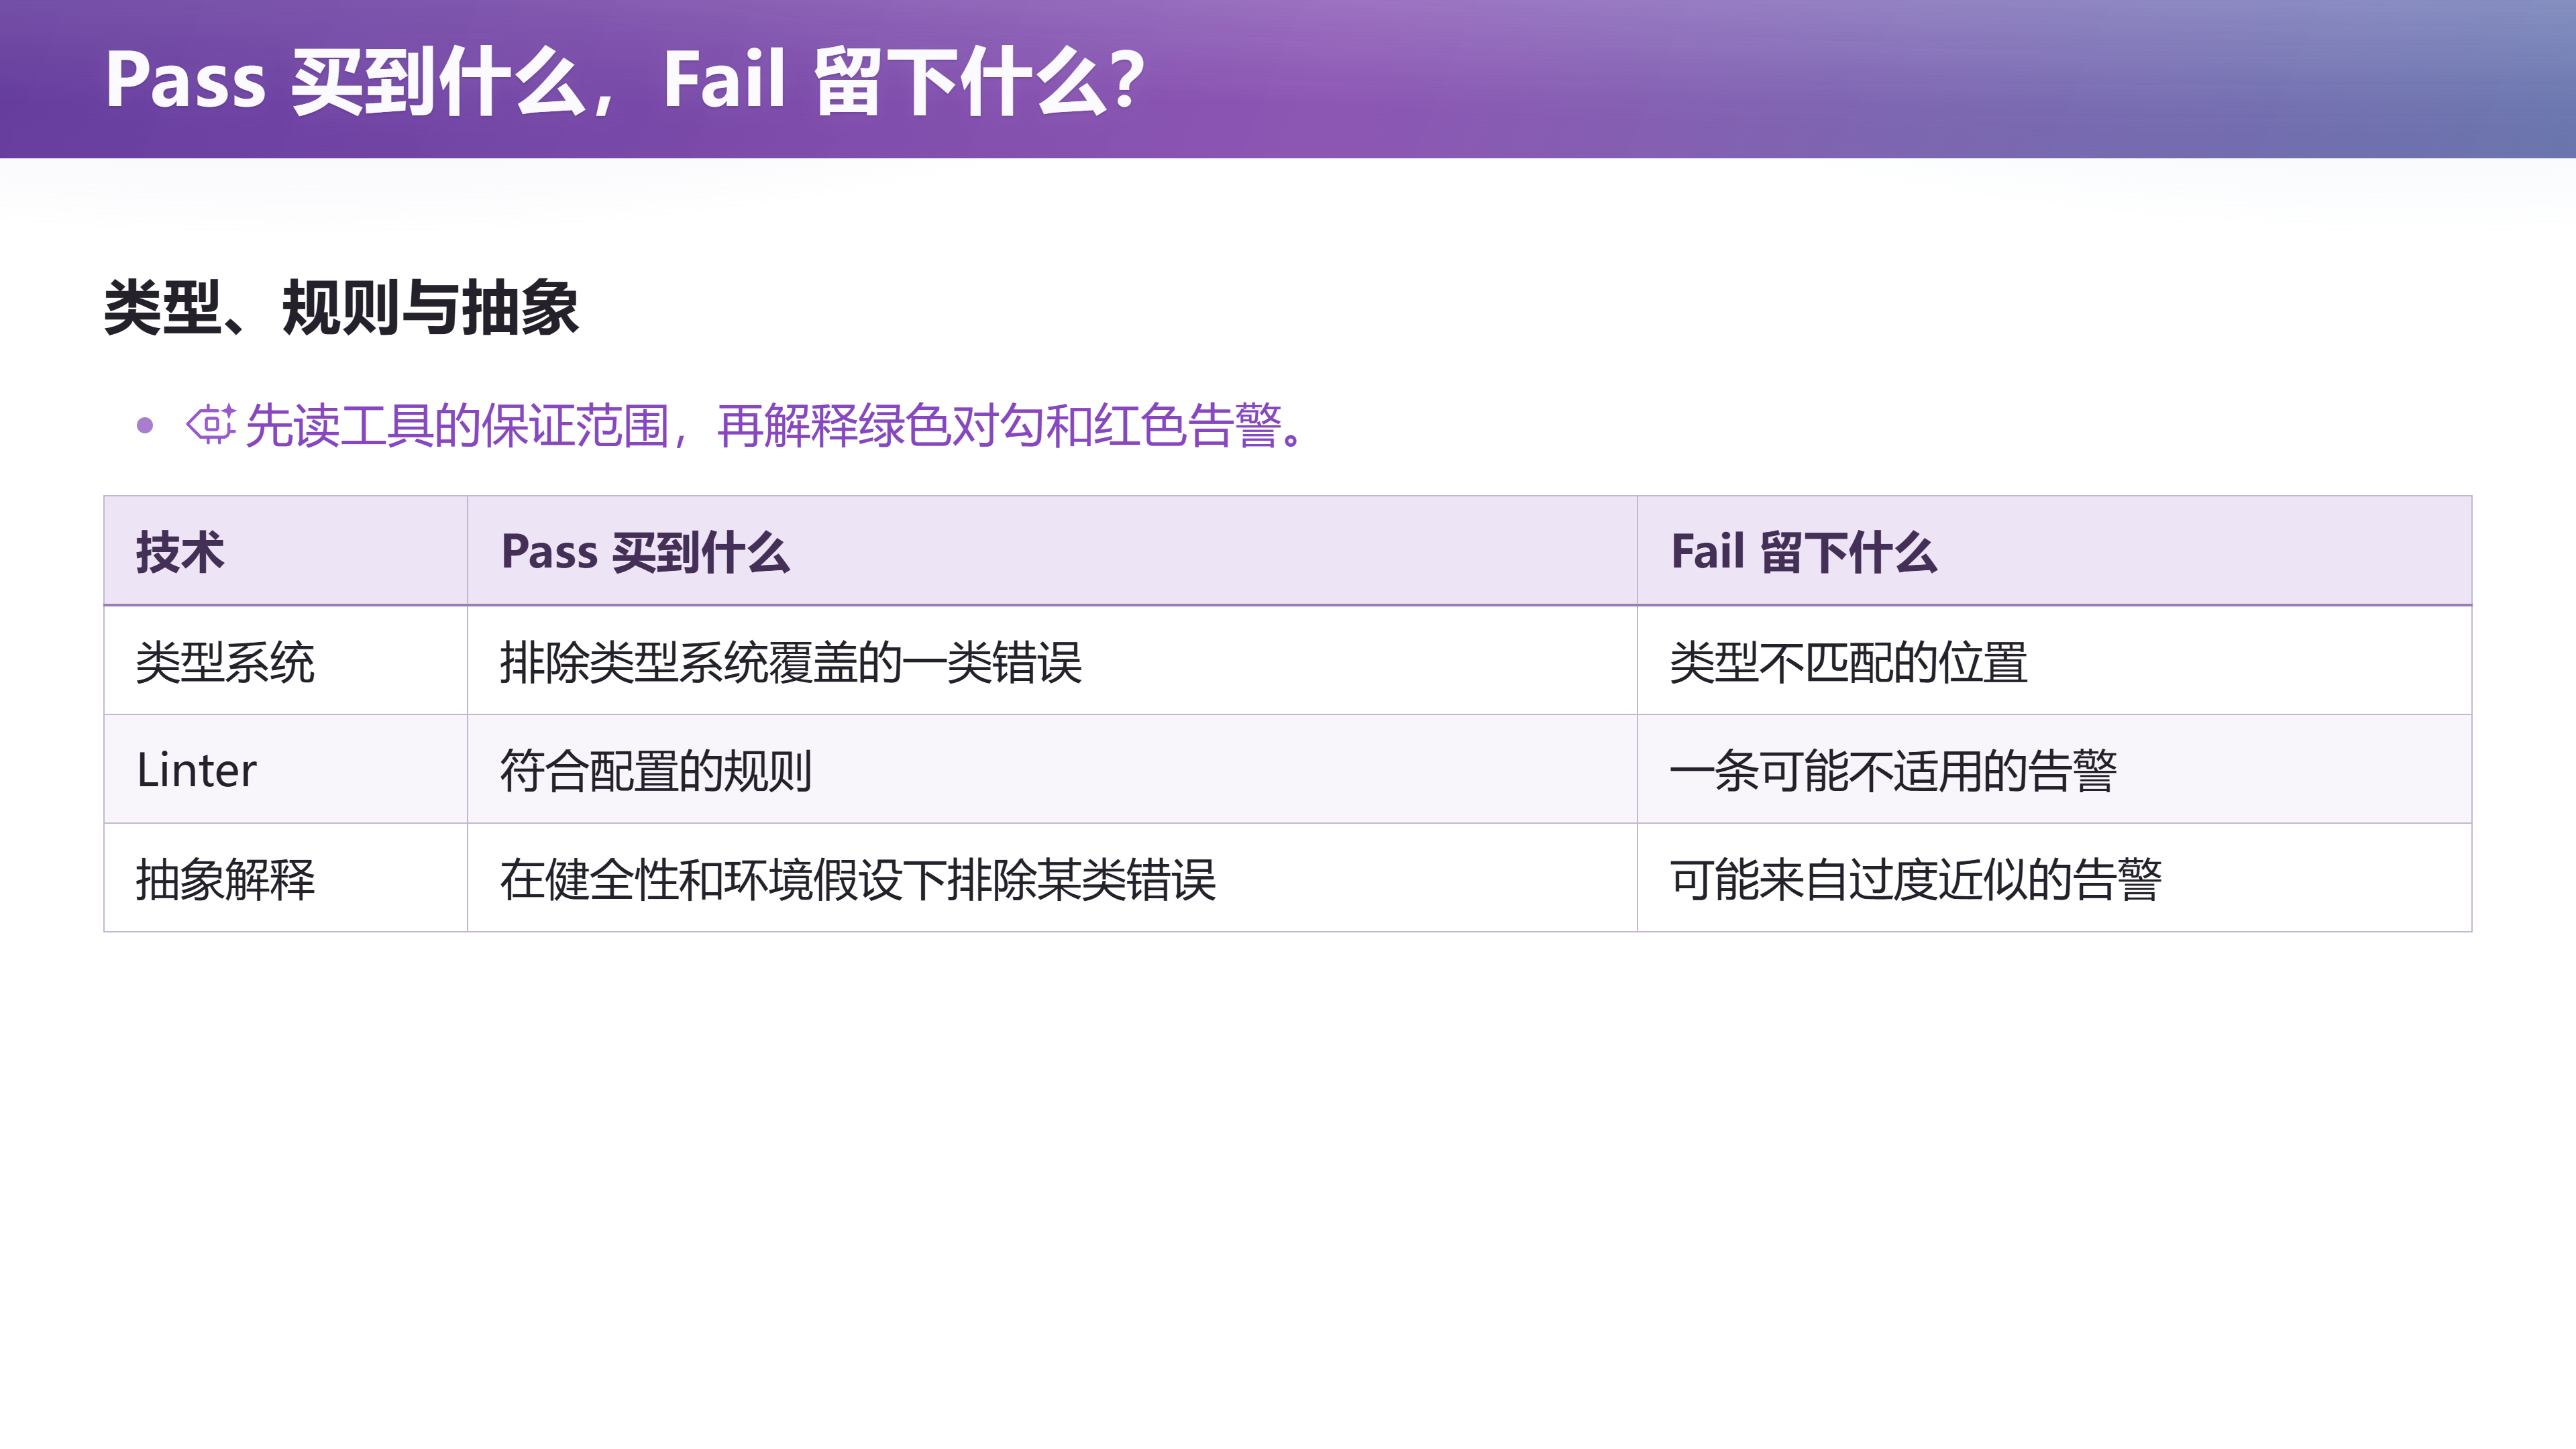 Pass 买到什么，Fail 留下什么？
类型、规则与抽象
先读工具的保证范围，再解释绿色对勾和红色告警。
技术 Pass 买到什么 Fail 留下什么
类型系统 排除类型系统覆盖的一类错误 类型不匹配的位置
Linter 符合配置的规则 一条可能不适用的告警
抽象解释 在健全性和环境假设下排除某类错误 可能来自过度近似的告警